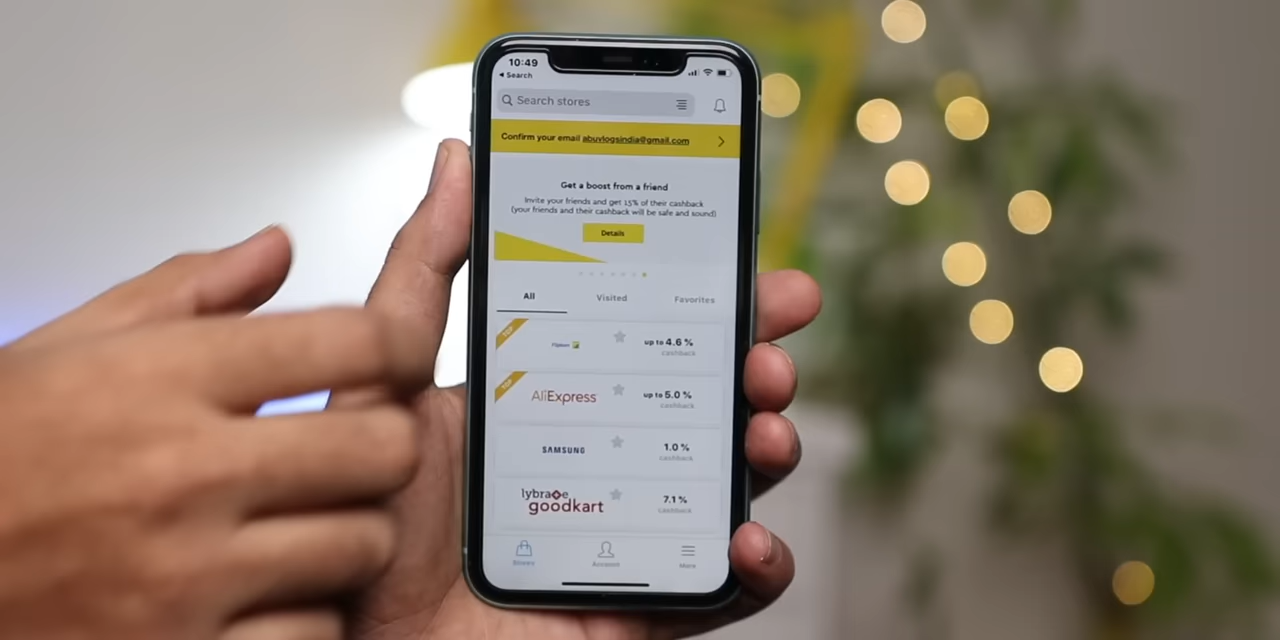 10:49
Search
Search stores
Confirm your email abuvlogsindia@gmail.com
Get a boost from a friend
Invite your friends and get 15% of their cashback
(your friends and their cashback will be safe and sound)
Details
All Visited Favorites
TOP
Flipkart
up to 4.6 %
cashback
TOP
AliExpress
up to 5.0 %
cashback
SAMSUNG
1.0 %
cashback
lybrate
goodkart
7.1 %
cashback
Stores Account More